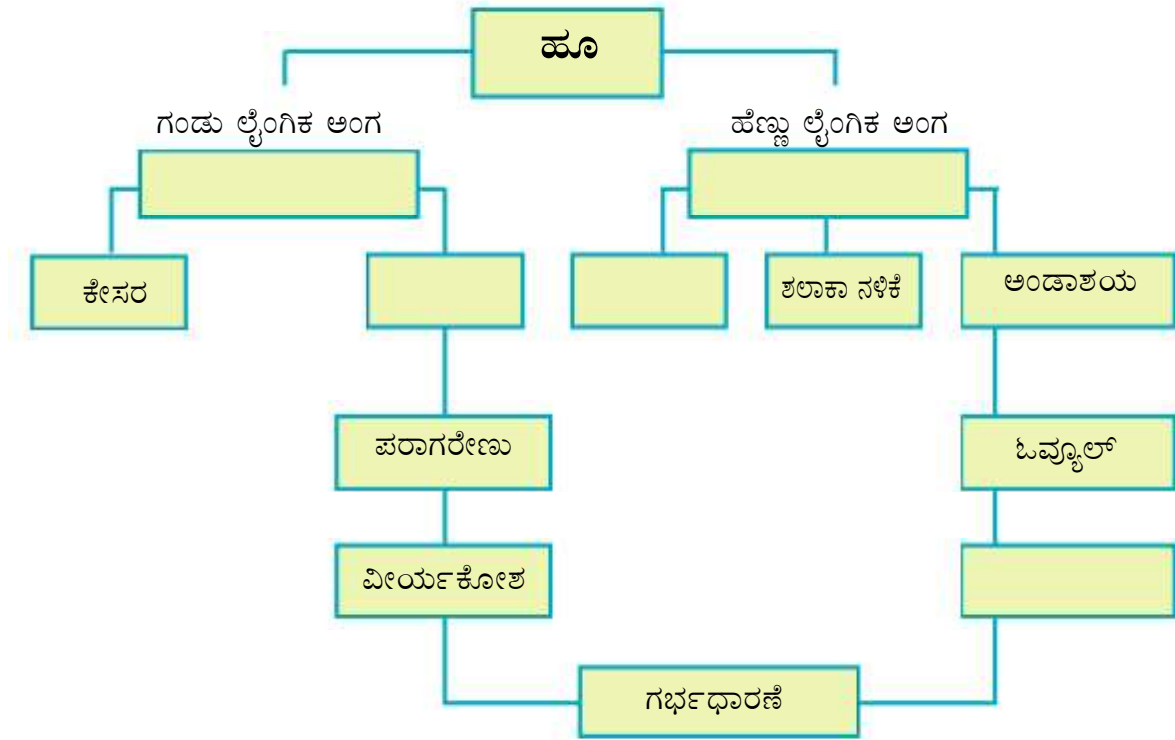 ಹೂ
ಗಂಡು ಲೈಂಗಿಕ ಅಂಗ
ಹೆಣ್ಣು ಲೈಂಗಿಕ ಅಂಗ
ಕೇಸರ
ಶಲಾಕಾ ನಳಿಕೆ
ಅಂಡಾಶಯ
ಪರಾಗರೇಣು
ಓವ್ಯೂಲ್
ವೀರ್ಯಕೋಶ
ಗರ್ಭಧಾರಣೆ